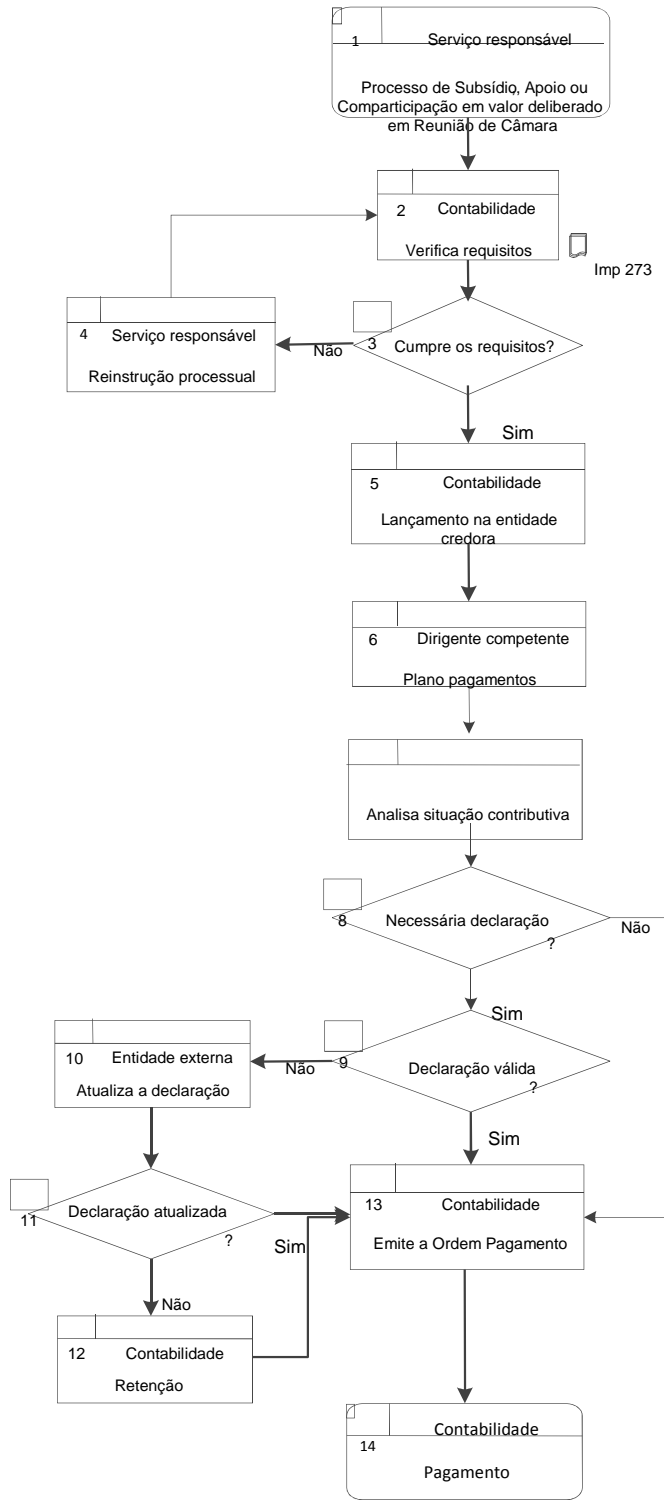 1 Serviço responsável
Processo de Subsídio, Apoio ou
Comparticipação em valor deliberado
em Reunião de Câmara
2 Contabilidade
Verifica requisitos
Imp 273
3 Cumpre os requisitos?
Não
4 Serviço responsável
Reinstrução processual
Sim
5 Contabilidade
Lançamento na entidade
credora
6 Dirigente competente
Plano pagamentos
Analisa situação contributiva
8 Necessária declaração
?
Não
Sim
9 Declaração válida
?
Não
10 Entidade externa
Atualiza a declaração
Sim
11 Declaração atualizada
?
Sim
13 Contabilidade
Emite a Ordem Pagamento
Não
12 Contabilidade
Retenção
Contabilidade
14
Pagamento